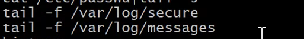 tail -f /var/log/secure
tail -f /var/log/messages